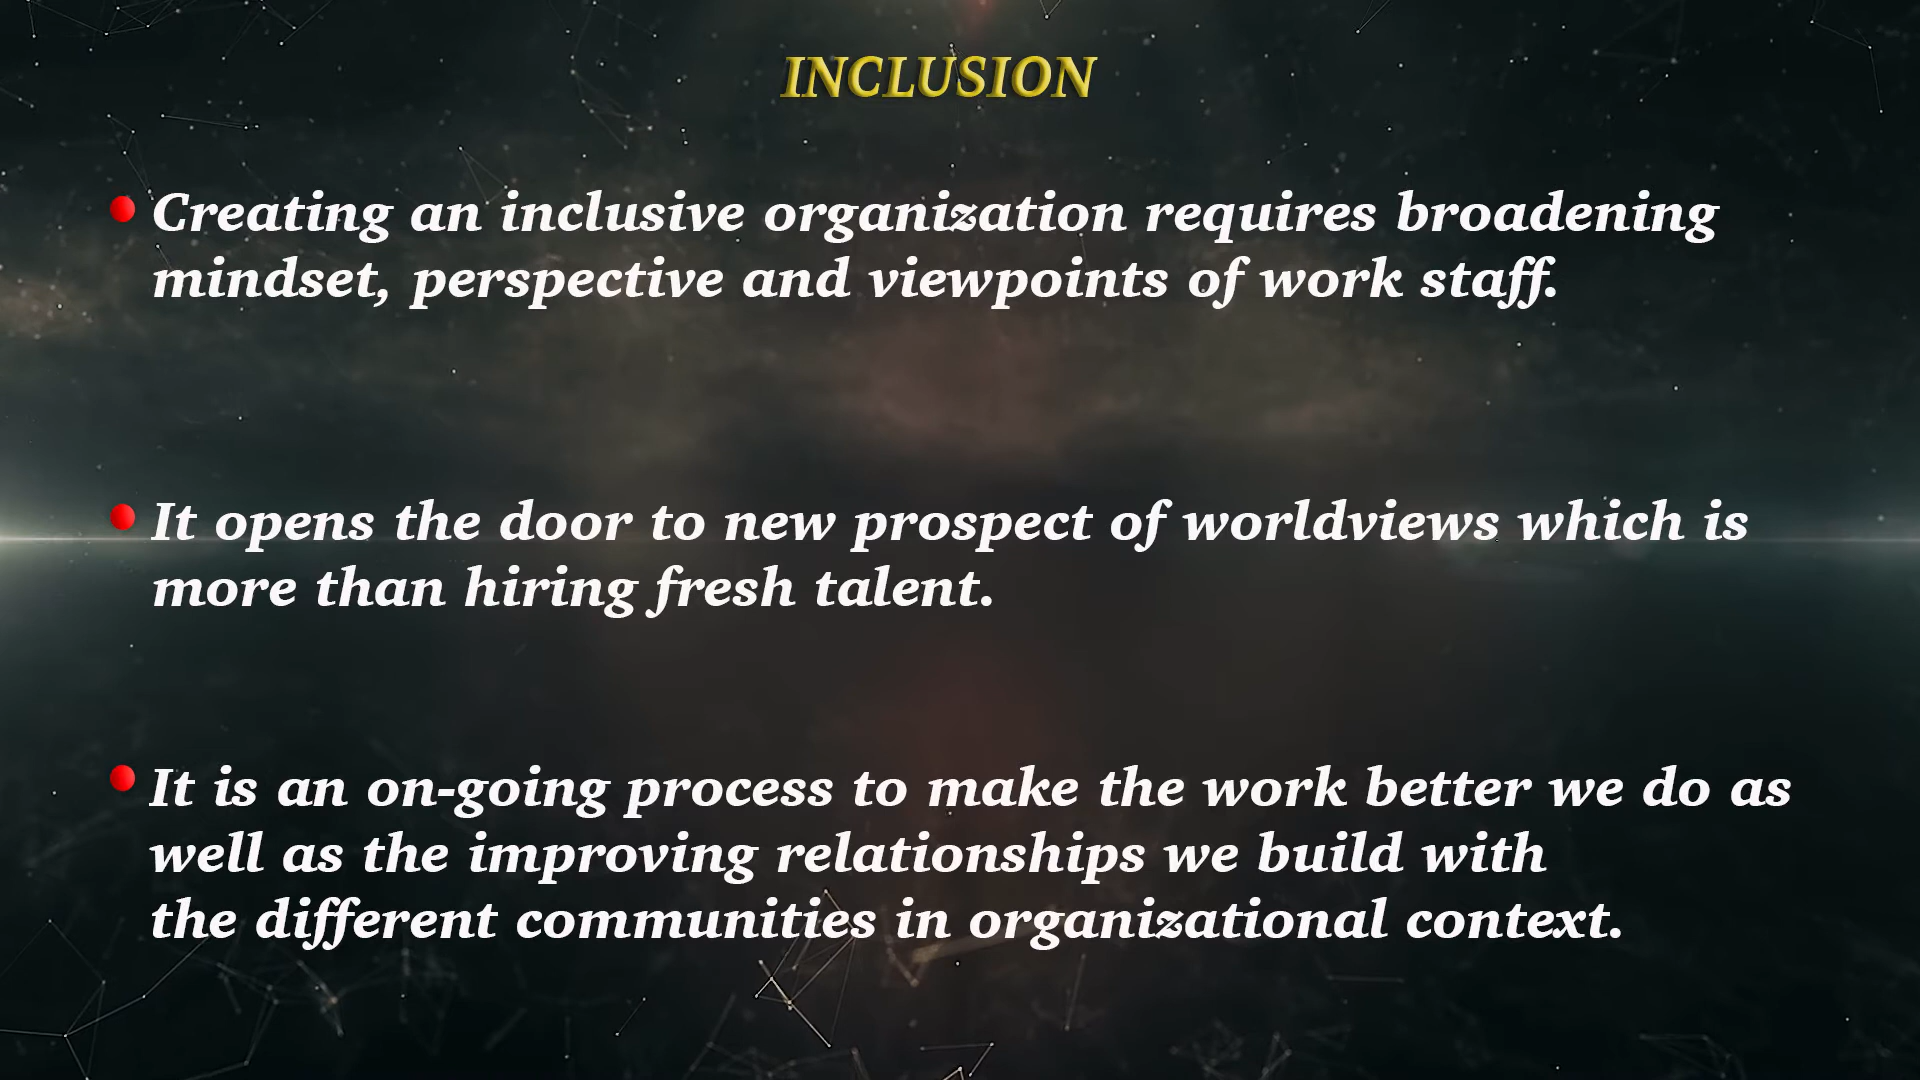 INCLUSION
Creating an inclusive organization requires broadening
mindset, perspective and viewpoints of work staff.
It opens the door to new prospect of worldviews which is
more than hiring fresh talent.
It is an on-going process to make the work better we do as
well as the improving relationships we build with
the different communities in organizational context.